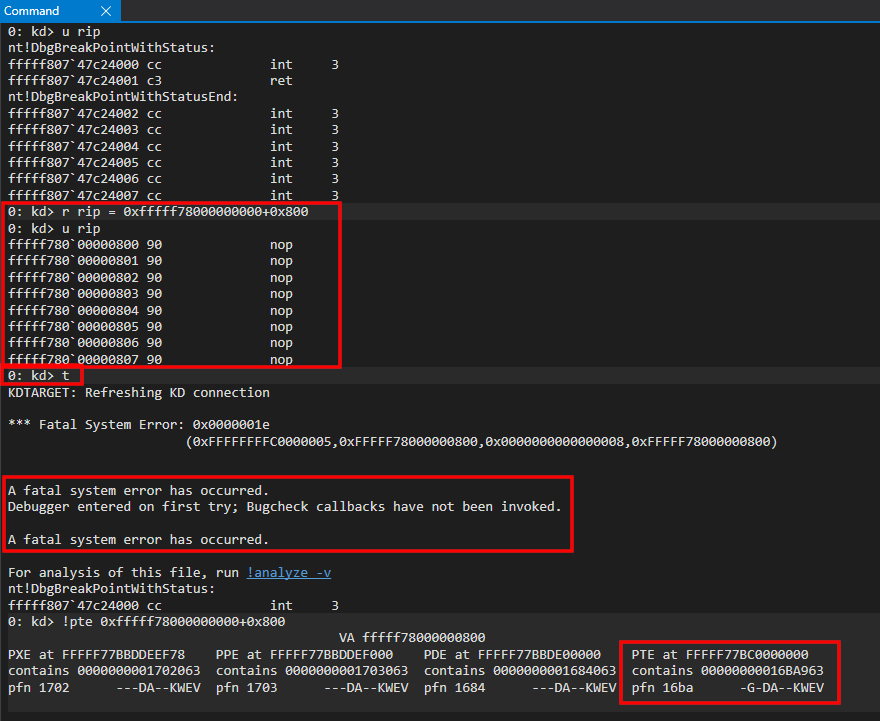 Command
0: kd> u rip
nt!DbgBreakPointWithStatus:
fffff807`47c24000 cc int 3
fffff807`47c24001 c3 ret
nt!DbgBreakPointWithStatusEnd:
fffff807`47c24002 cc int 3
fffff807`47c24003 cc int 3
fffff807`47c24004 cc int 3
fffff807`47c24005 cc int 3
fffff807`47c24006 cc int 3
fffff807`47c24007 cc int 3
0: kd> r rip = 0xfffff78000000000+0x800
0: kd> u rip
fffff780`00000800 90 nop
fffff780`00000801 90 nop
fffff780`00000802 90 nop
fffff780`00000803 90 nop
fffff780`00000804 90 nop
fffff780`00000805 90 nop
fffff780`00000806 90 nop
fffff780`00000807 90 nop
0: kd> t
KDTARGET: Refreshing KD connection
*** Fatal System Error: 0x0000001e
(0xFFFFFFFFC0000005,0xFFFFF78000000800,0x0000000000000008,0xFFFFF78000000800)
A fatal system error has occurred.
Debugger entered on first try; Bugcheck callbacks have not been invoked.
A fatal system error has occurred.
For analysis of this file, run !analyze -v
nt!DbgBreakPointWithStatus:
fffff807`47c24000 cc int 3
0: kd> !pte 0xfffff78000000000+0x800
VA fffff78000000800
PXE at FFFFF77BBDDEEF78 PPE at FFFFF77BBDDEF000 PDE at FFFFF77BBDE00000 PTE at FFFFF77BC0000000
contains 0000000001702063 contains 0000000001703063 contains 0000000001684063 contains 00000000016BA963
pfn 1702 ---DA--KWEV pfn 1703 ---DA--KWEV pfn 1684 ---DA--KWEV pfn 16ba -G-DA--KWEV